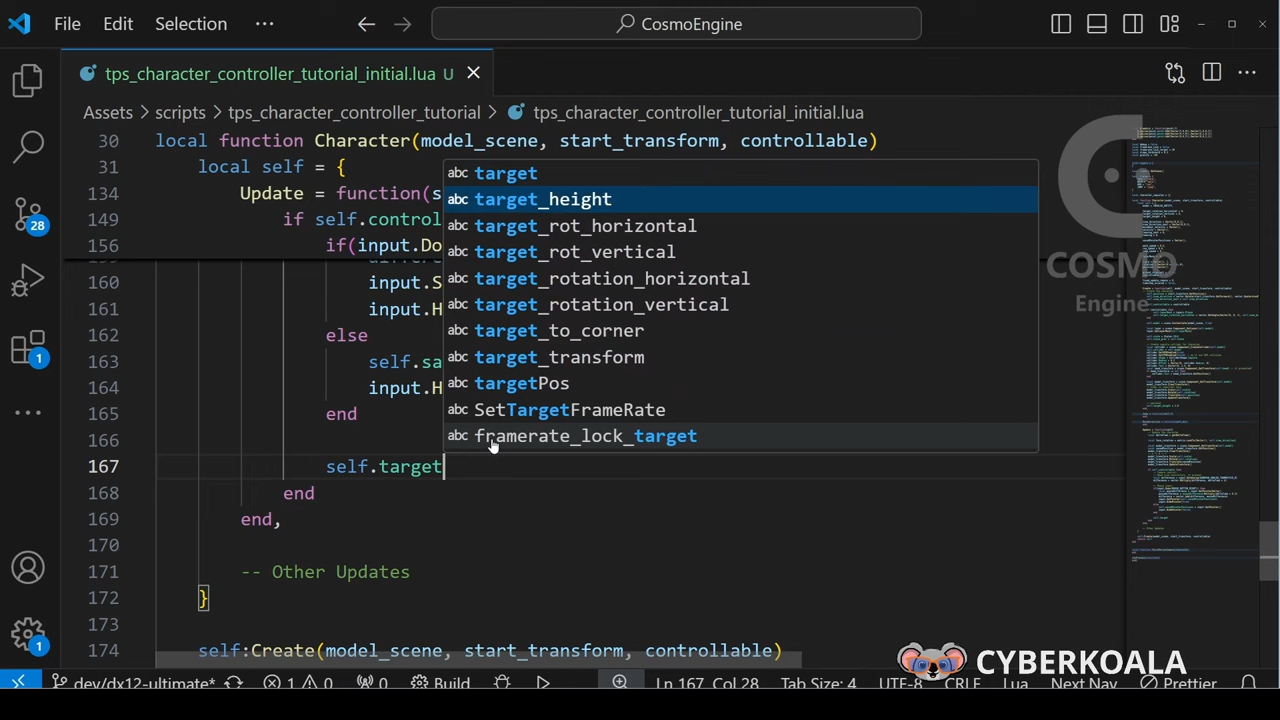 File Edit Selection ··· CosmoEngine
tps_character_controller_tutorial_initial.lua U
Assets > scripts > tps_character_controller_tutorial > tps_character_controller_tutorial_initial.lua
30 local function Character(model_scene, start_transform, controllable)
31 local self = {
134 Update = function(s
149 if self.control
156 if(input.Do
160 input.S
161 input.H
162 else
163 self.sa
164 input.H
165 end
166
167 self.target
168 end
169 end,
170
171 -- Other Updates
172 }
173
174 self:Create(model_scene, start_transform, controllable)
abc target
abc target_height
abc target_rot_horizontal
abc target_rot_vertical
abc target_rotation_horizontal
abc target_rotation_vertical
abc target_to_corner
abc target_transform
abc targetPos
abc SetTargetFrameRate
abc framerate_lock_target
28
1
1
COSMO
Engine
CYBERKOALA
dev/dx12-ultimate* 1 0 0 Build Ln 167, Col 28 Tab Size: 4 UTF-8 CRLF Lua Next Nav Prettier